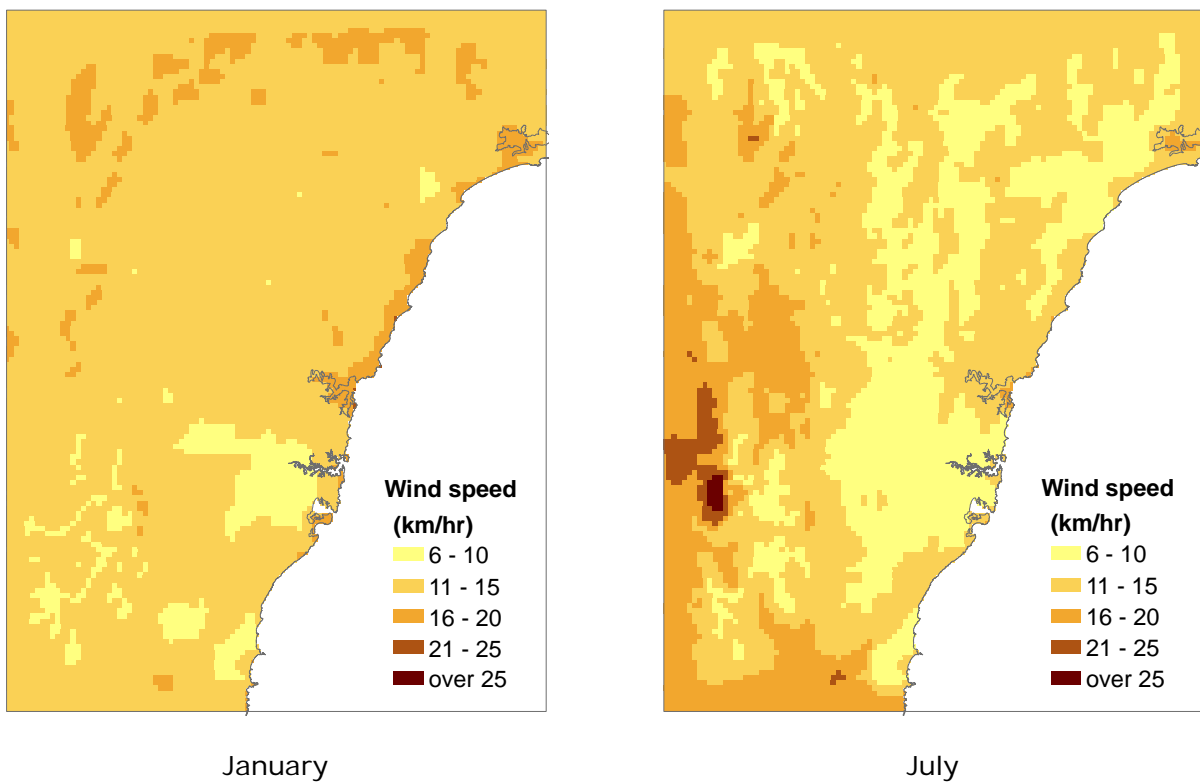 Wind speed
(km/hr)
6 - 10
11 - 15
16 - 20
21 - 25
over 25
January
Wind speed
(km/hr)
6 - 10
11 - 15
16 - 20
21 - 25
over 25
July